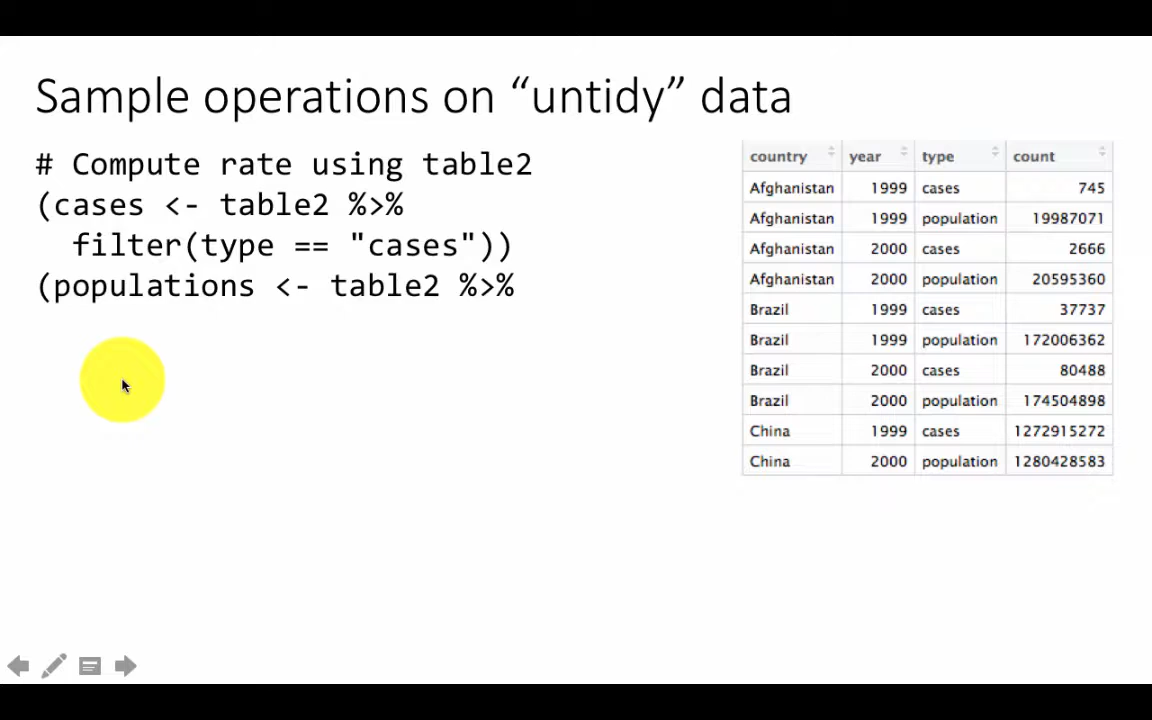 Sample operations on “untidy” data
# Compute rate using table2
(cases <- table2 %>%
filter(type == "cases"))
(populations <- table2 %>%
country year type count
Afghanistan 1999 cases 745
Afghanistan 1999 population 19987071
Afghanistan 2000 cases 2666
Afghanistan 2000 population 20595360
Brazil 1999 cases 37737
Brazil 1999 population 172006362
Brazil 2000 cases 80488
Brazil 2000 population 174504898
China 1999 cases 1272915272
China 2000 population 1280428583